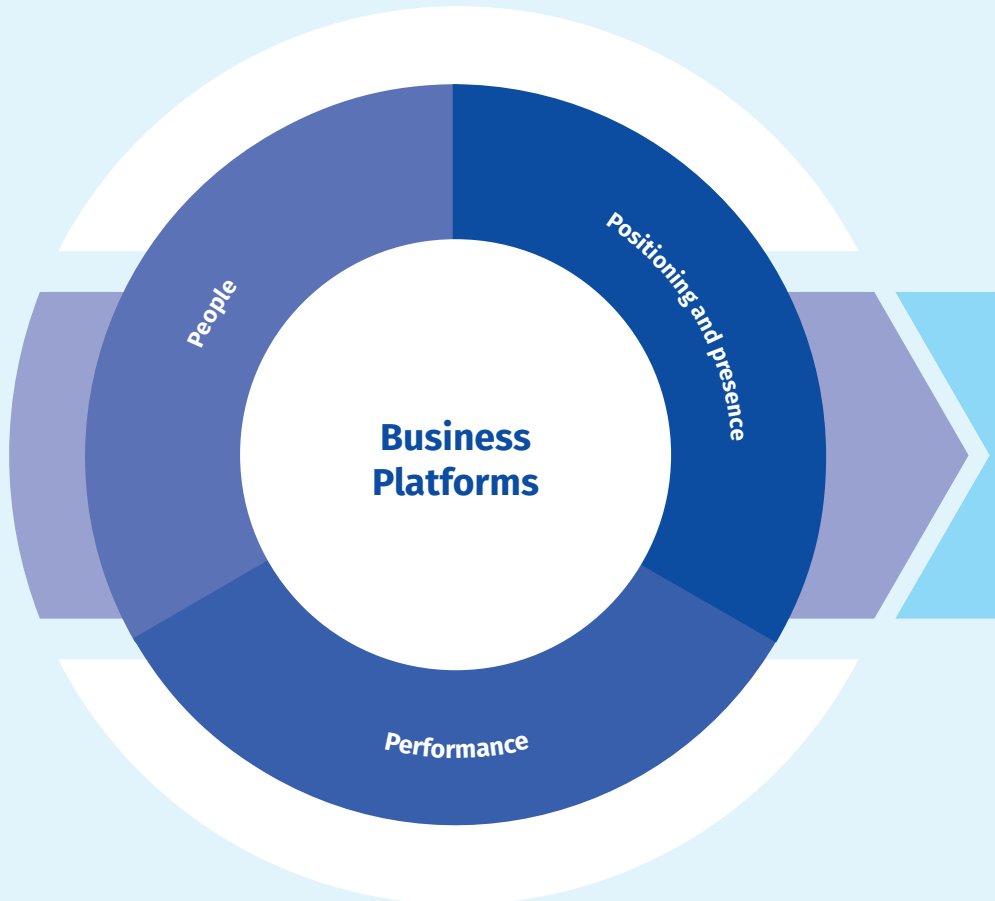 People
Positioning and presence
Business
Platforms
Performance